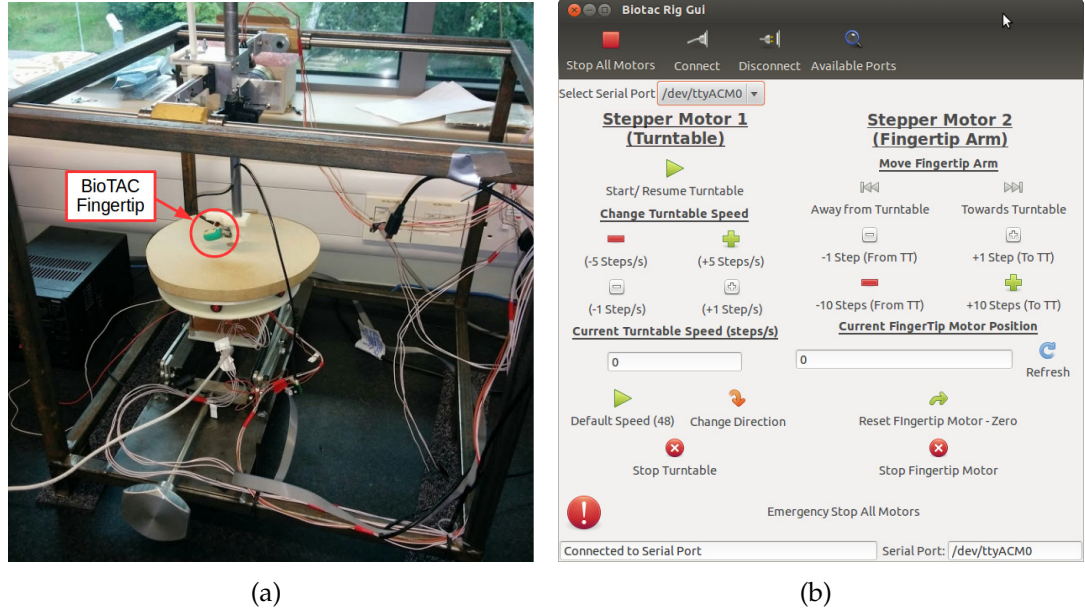 BioTAC
Fingertip
(a)
Biotac Rig Gui
Stop All Motors Connect Disconnect Available Ports
Select Serial Port /dev/ttyACM0
Stepper Motor 1
(Turntable)
Start/ Resume Turntable
Change Turntable Speed
(-5 Steps/s) (+5 Steps/s)
(-1 Step/s) (+1 Step/s)
Current Turntable Speed (steps/s)
0
Default Speed (48) Change Direction
Stop Turntable
Stepper Motor 2
(Fingertip Arm)
Move Fingertip Arm
Away from Turntable Towards Turntable
-1 Step (From TT) +1 Step (To TT)
-10 Steps (From TT) +10 Steps (To TT)
Current FingerTip Motor Position
0
Refresh
Reset FIngertip Motor - Zero
Stop Fingertip Motor
Emergency Stop All Motors
Connected to Serial Port Serial Port: /dev/ttyACM0
(b)